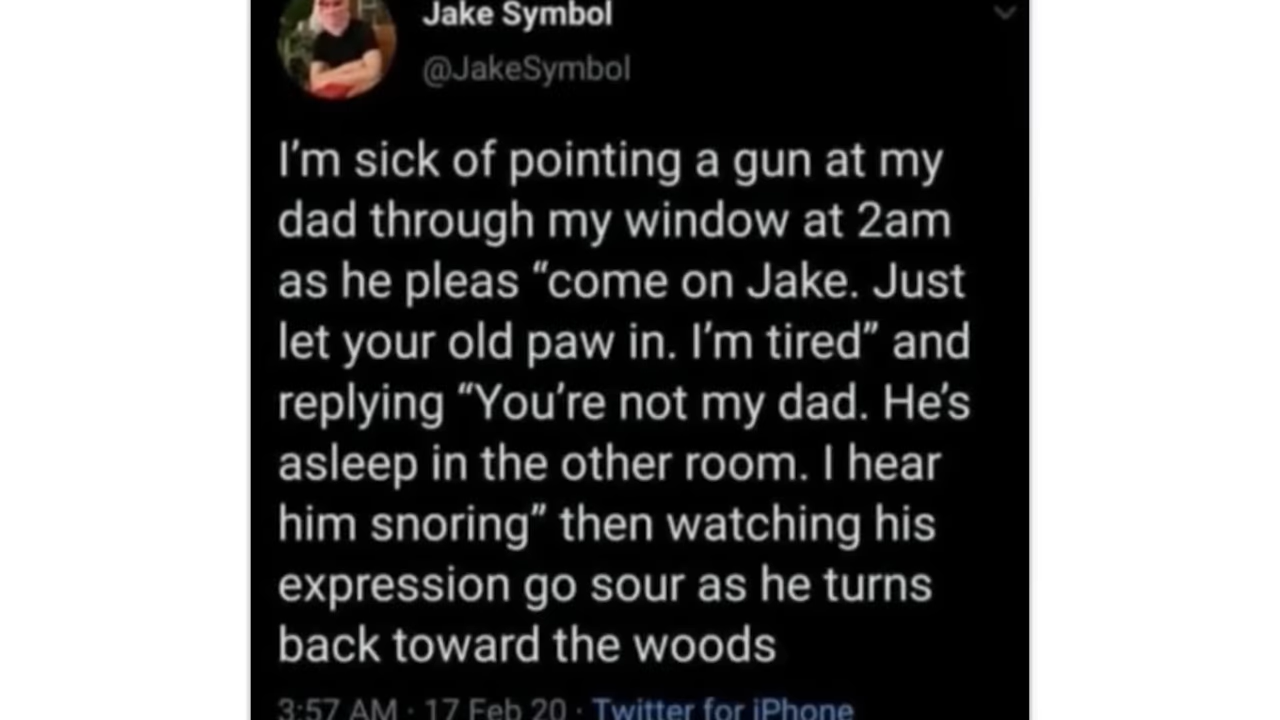 Jake Symbol
@JakeSymbol
I’m sick of pointing a gun at my
dad through my window at 2am
as he pleas “come on Jake. Just
let your old paw in. I’m tired” and
replying “You’re not my dad. He’s
asleep in the other room. I hear
him snoring” then watching his
expression go sour as he turns
back toward the woods
3:57 AM · 17 Feb 20 · Twitter for iPhone